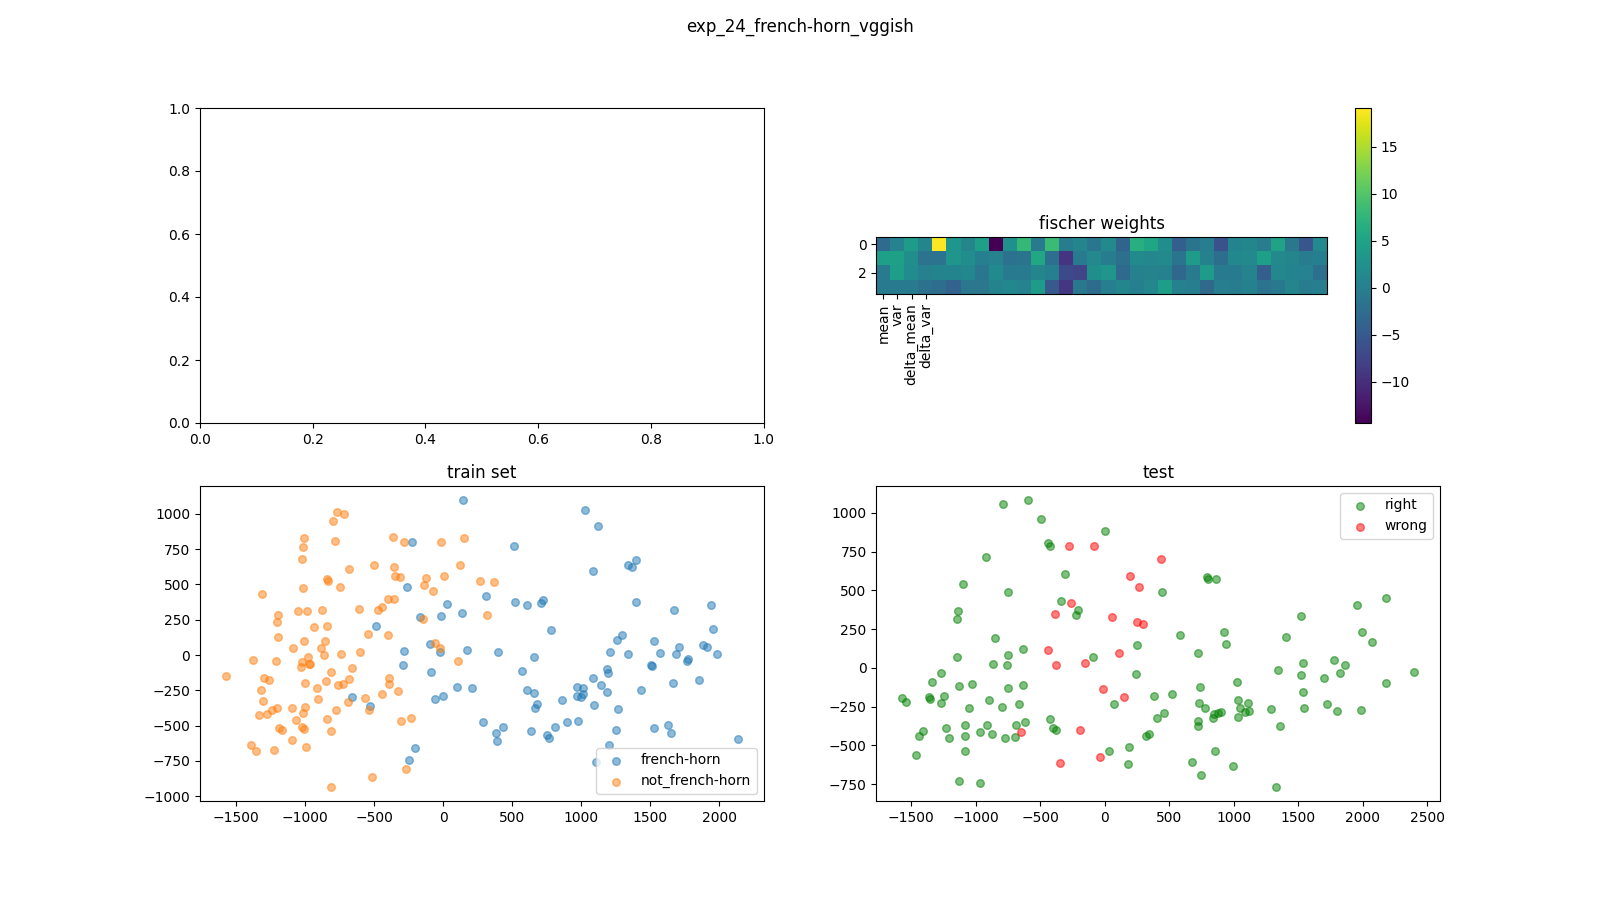 exp_24_french-horn_vggish
1.0
0.8
0.6
0.4
0.2
0.0
0.0 0.2 0.4 0.6 0.8 1.0
fischer weights
0
2
mean
var
delta_mean
delta_var
15
10
5
0
−5
−10
train set
1000
750
500
250
0
−250
−500
−750
−1000
−1500 −1000 −500 0 500 1000 1500 2000
french-horn
not_french-horn
test
1000
750
500
250
0
−250
−500
−750
−1500 −1000 −500 0 500 1000 1500 2000 2500
right
wrong